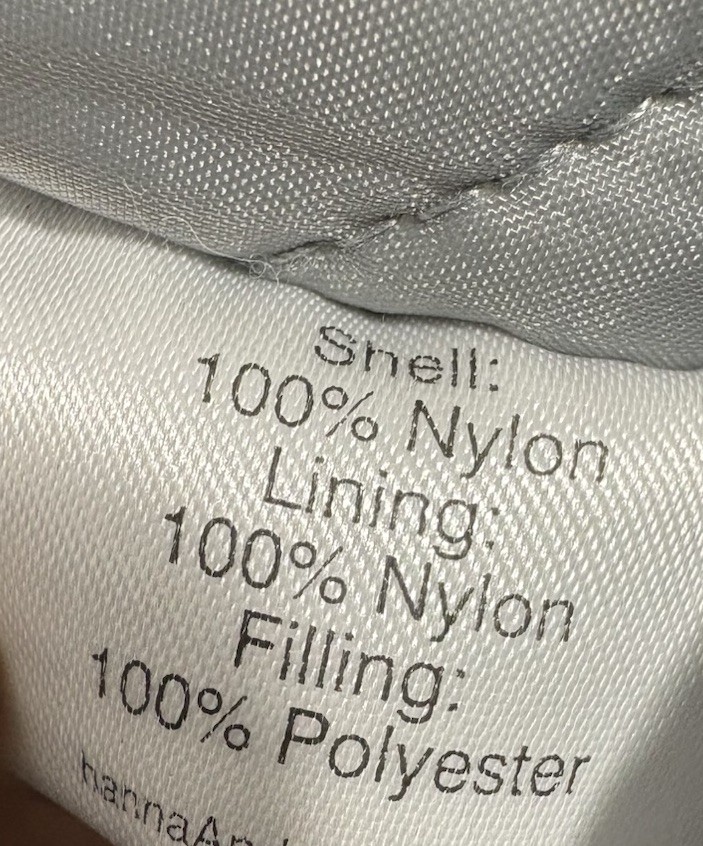 Shell:
100% Nylon
Lining:
100% Nylon
Filling:
100% Polyester